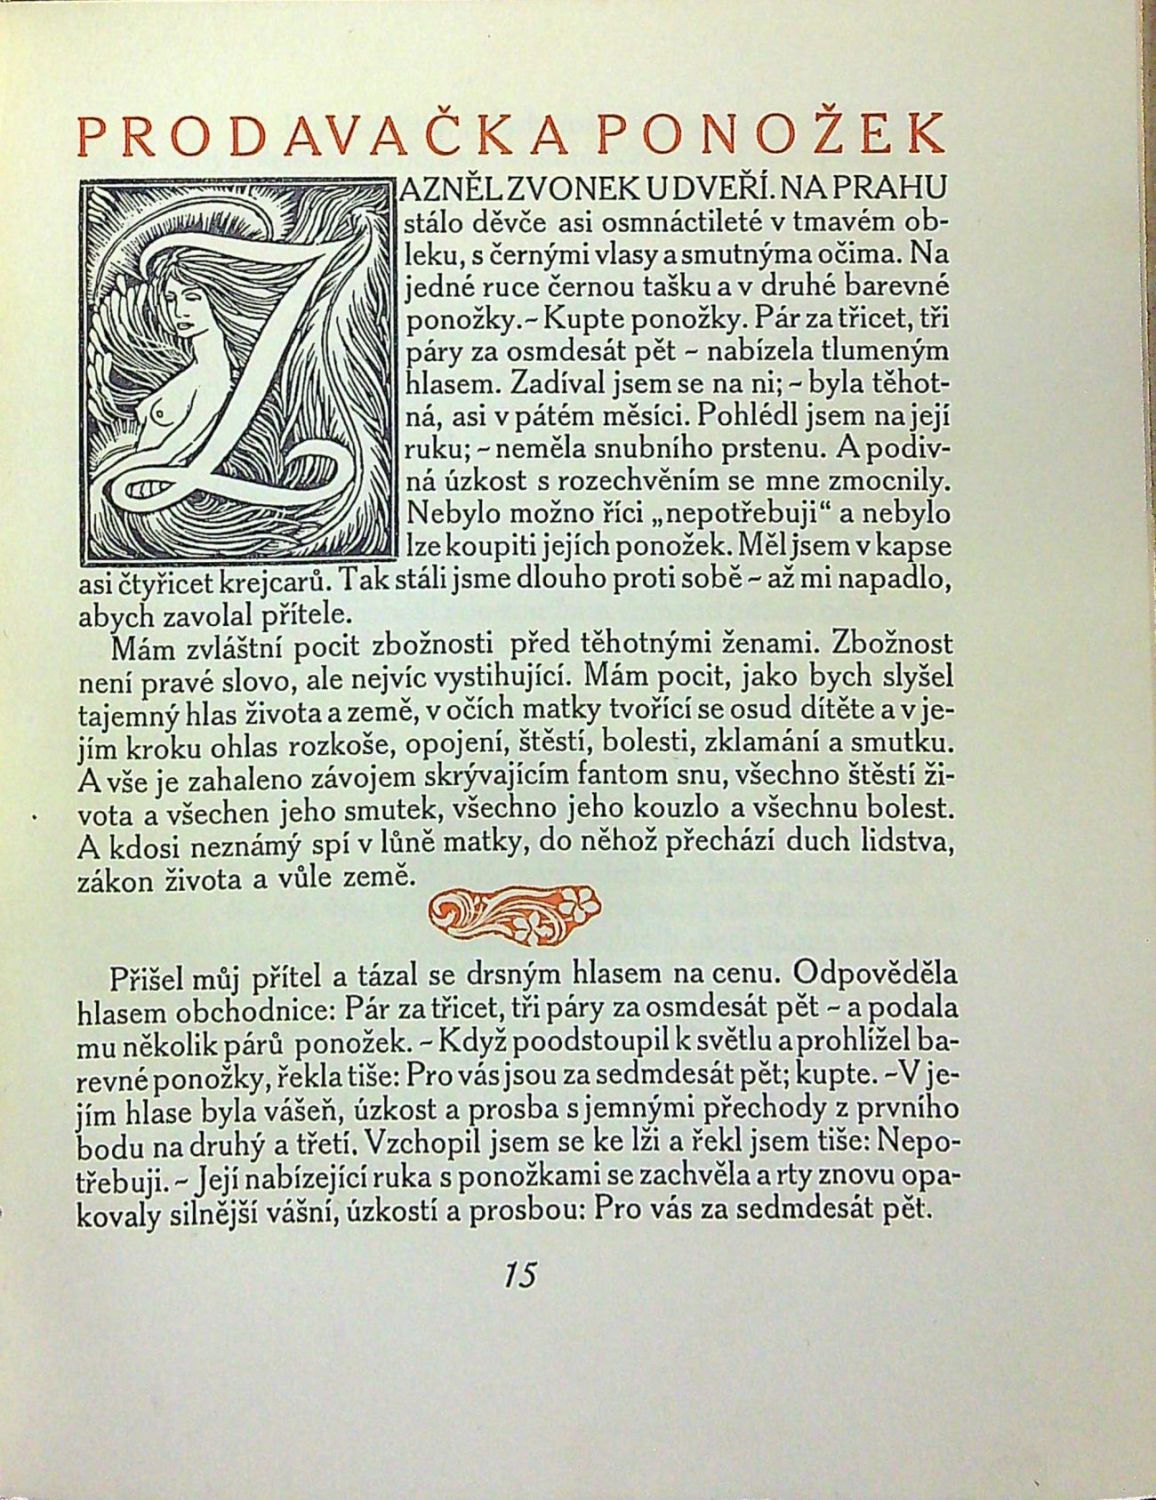 PRODAVAČKA PONOŽEK
ZAZNĚL ZVONEK U DVEŘÍ. NA PRAHU
stálo děvče asi osmnáctileté v tmavém ob-
leku, s černými vlasy a smutnýma očima. Na
jedné ruce černou tašku a v druhé barevné
ponožky. ~ Kupte ponožky. Pár za třicet, tři
páry za osmdesát pět ~ nabízela tlumeným
hlasem. Zadíval jsem se na ni; ~ byla těhot-
ná, asi v pátém měsíci. Pohlédl jsem na její
ruku; ~ neměla snubního prstenu. A podiv-
ná úzkost s rozechvěním se mne zmocnily.
Nebylo možno říci „nepotřebuji“ a nebylo
lze koupiti jejích ponožek. Měl jsem v kapse
asi čtyřicet krejcarů. Tak stáli jsme dlouho proti sobě ~ až mi napadlo,
abych zavolal přítele.
Mám zvláštní pocit zbožnosti před těhotnými ženami. Zbožnost
není pravé slovo, ale nejvíc vystihující. Mám pocit, jako bych slyšel
tajemný hlas života a země, v očích matky tvořící se osud dítěte a v je-
jím kroku ohlas rozkoše, opojení, štěstí, bolesti, zklamání a smutku.
A vše je zahaleno závojem skrývajícím fantom snu, všechno štěstí ži-
vota a všechen jeho smutek, všechno jeho kouzlo a všechnu bolest.
A kdosi neznámý spí v lůně matky, do něhož přechází duch lidstva,
zákon života a vůle země.
Přišel můj přítel a tázal se drsným hlasem na cenu. Odpověděla
hlasem obchodnice: Pár za třicet, tři páry za osmdesát pět ~ a podala
mu několik párů ponožek. ~ Když poodstoupil k světlu a prohlížel ba-
revné ponožky, řekla tiše: Pro vás jsou za sedmdesát pět; kupte. ~ V je-
jím hlase byla vášeň, úzkost a prosba s jemnými přechody z prvního
bodu na druhý a třetí. Vzchopil jsem se ke lži a řekl jsem tiše: Nepo-
třebuji. ~ Její nabízející ruka s ponožkami se zachvěla a rty znovu opa-
kovaly silnější vášní, úzkostí a prosbou: Pro vás za sedmdesát pět.
15